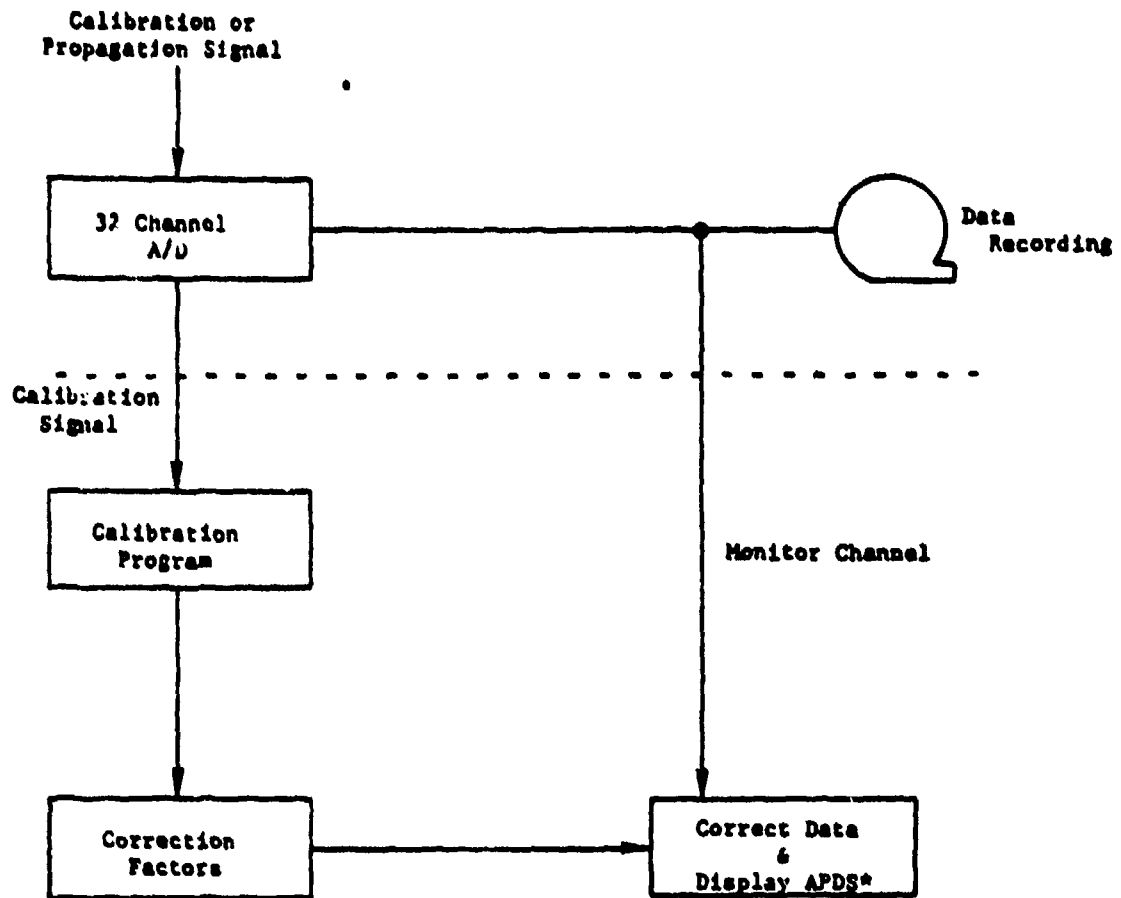 Calibration or
Propagation Signal
32 Channel
A/D
Data
Recording
Calibration
Signal
Calibration
Program
Monitor Channel
Correction
Factors
Correct Data
&
Display APDS*